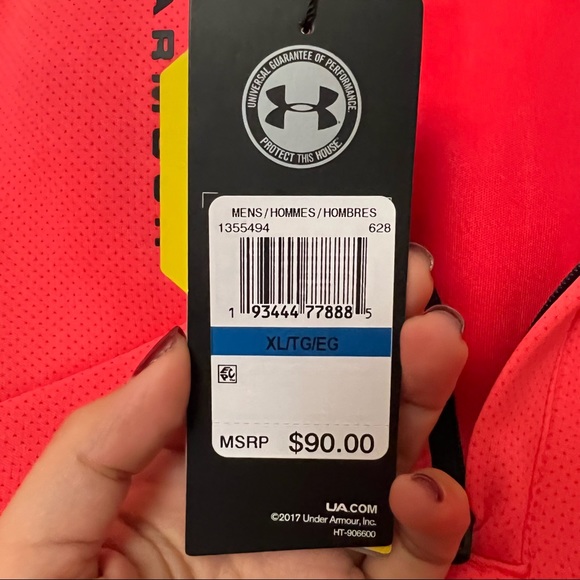 ARMOUR
UNIVERSAL GUARANTEE OF PERFORMANCE
PROTECT THIS HOUSE.
MENS/HOMMES/HOMBRES
1355494 628
1 93444 77888 5
XL/TG/EG
MSRP $90.00
UA.COM
©2017 Under Armour, Inc.
HT-906600